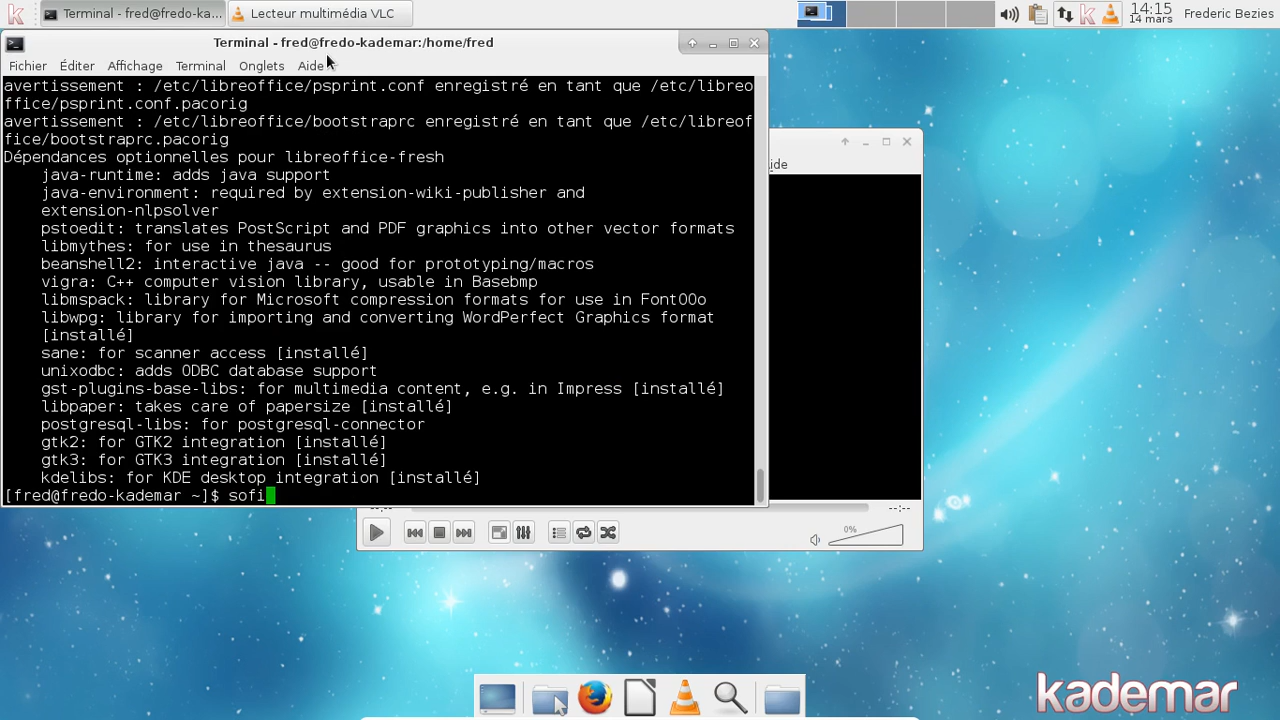 Terminal - fred@fredo-ka...
Lecteur multimédia VLC
14:15
14 mars
Frederic Bezies
Terminal - fred@fredo-kademar:/home/fred
Fichier Éditer Affichage Terminal Onglets Aide
avertissement : /etc/libreoffice/psprint.conf enregistré en tant que /etc/libreo
ffice/psprint.conf.pacorig
avertissement : /etc/libreoffice/bootstraprc enregistré en tant que /etc/libreof
fice/bootstraprc.pacorig
Dépendances optionnelles pour libreoffice-fresh
java-runtime: adds java support
java-environment: required by extension-wiki-publisher and
extension-nlpsolver
pstoedit: translates PostScript and PDF graphics into other vector formats
libmythes: for use in thesaurus
beanshell2: interactive java -- good for prototyping/macros
vigra: C++ computer vision library, usable in Basebmp
libmspack: library for Microsoft compression formats for use in FontOOo
libwpg: library for importing and converting WordPerfect Graphics format
[installé]
sane: for scanner access [installé]
unixodbc: adds ODBC database support
gst-plugins-base-libs: for multimedia content, e.g. in Impress [installé]
libpaper: takes care of papersize [installé]
postgresql-libs: for postgresql-connector
gtk2: for GTK2 integration [installé]
gtk3: for GTK3 integration [installé]
kdelibs: for KDE desktop integration [installé]
[fred@fredo-kademar ~]$ sofi
ide
--:--
--:--
0%
kademar